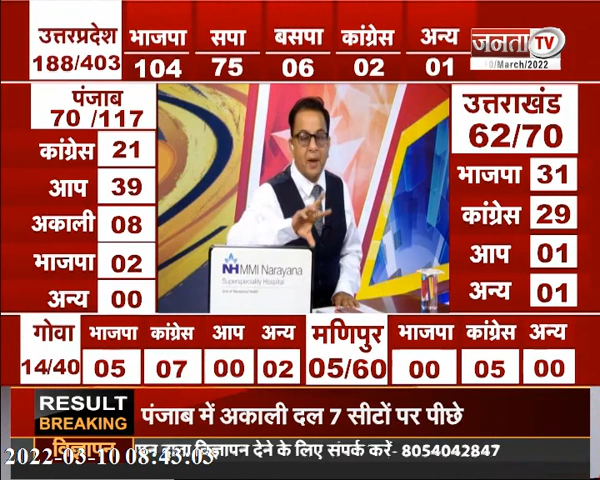 उत्तरप्रदेश भाजपा सपा बसपा कांग्रेस अन्य
188/403 104 75 06 02 01
जनता TV
10/March/2022
पंजाब
70 /117
कांग्रेस 21
आप 39
अकाली 08
भाजपा 02
अन्य 00
NH MMI Narayana
Superspeciality Hospital
उत्तराखंड
62/70
भाजपा 31
कांग्रेस 29
आप 01
अन्य 01
गोवा भाजपा कांग्रेस आप अन्य
14/40 05 07 00 02
मणिपुर भाजपा कांग्रेस अन्य
05/60 00 05 00
RESULT
BREAKING
पंजाब में अकाली दल 7 सीटों पर पीछे
विज्ञापन
विज्ञापन देने के लिए संपर्क करें- 8054042847
2022-03-10 08:45:05